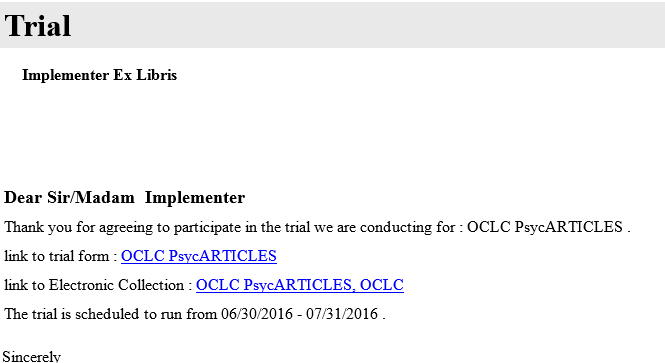 Trial
Implementer Ex Libris
Dear Sir/Madam  Implementer
Thank you for agreeing to participate in the trial we are conducting for : OCLC PsycARTICLES .
link to trial form : OCLC PsycARTICLES
link to Electronic Collection : OCLC PsycARTICLES, OCLC
The trial is scheduled to run from 06/30/2016 - 07/31/2016 .
Sincerely